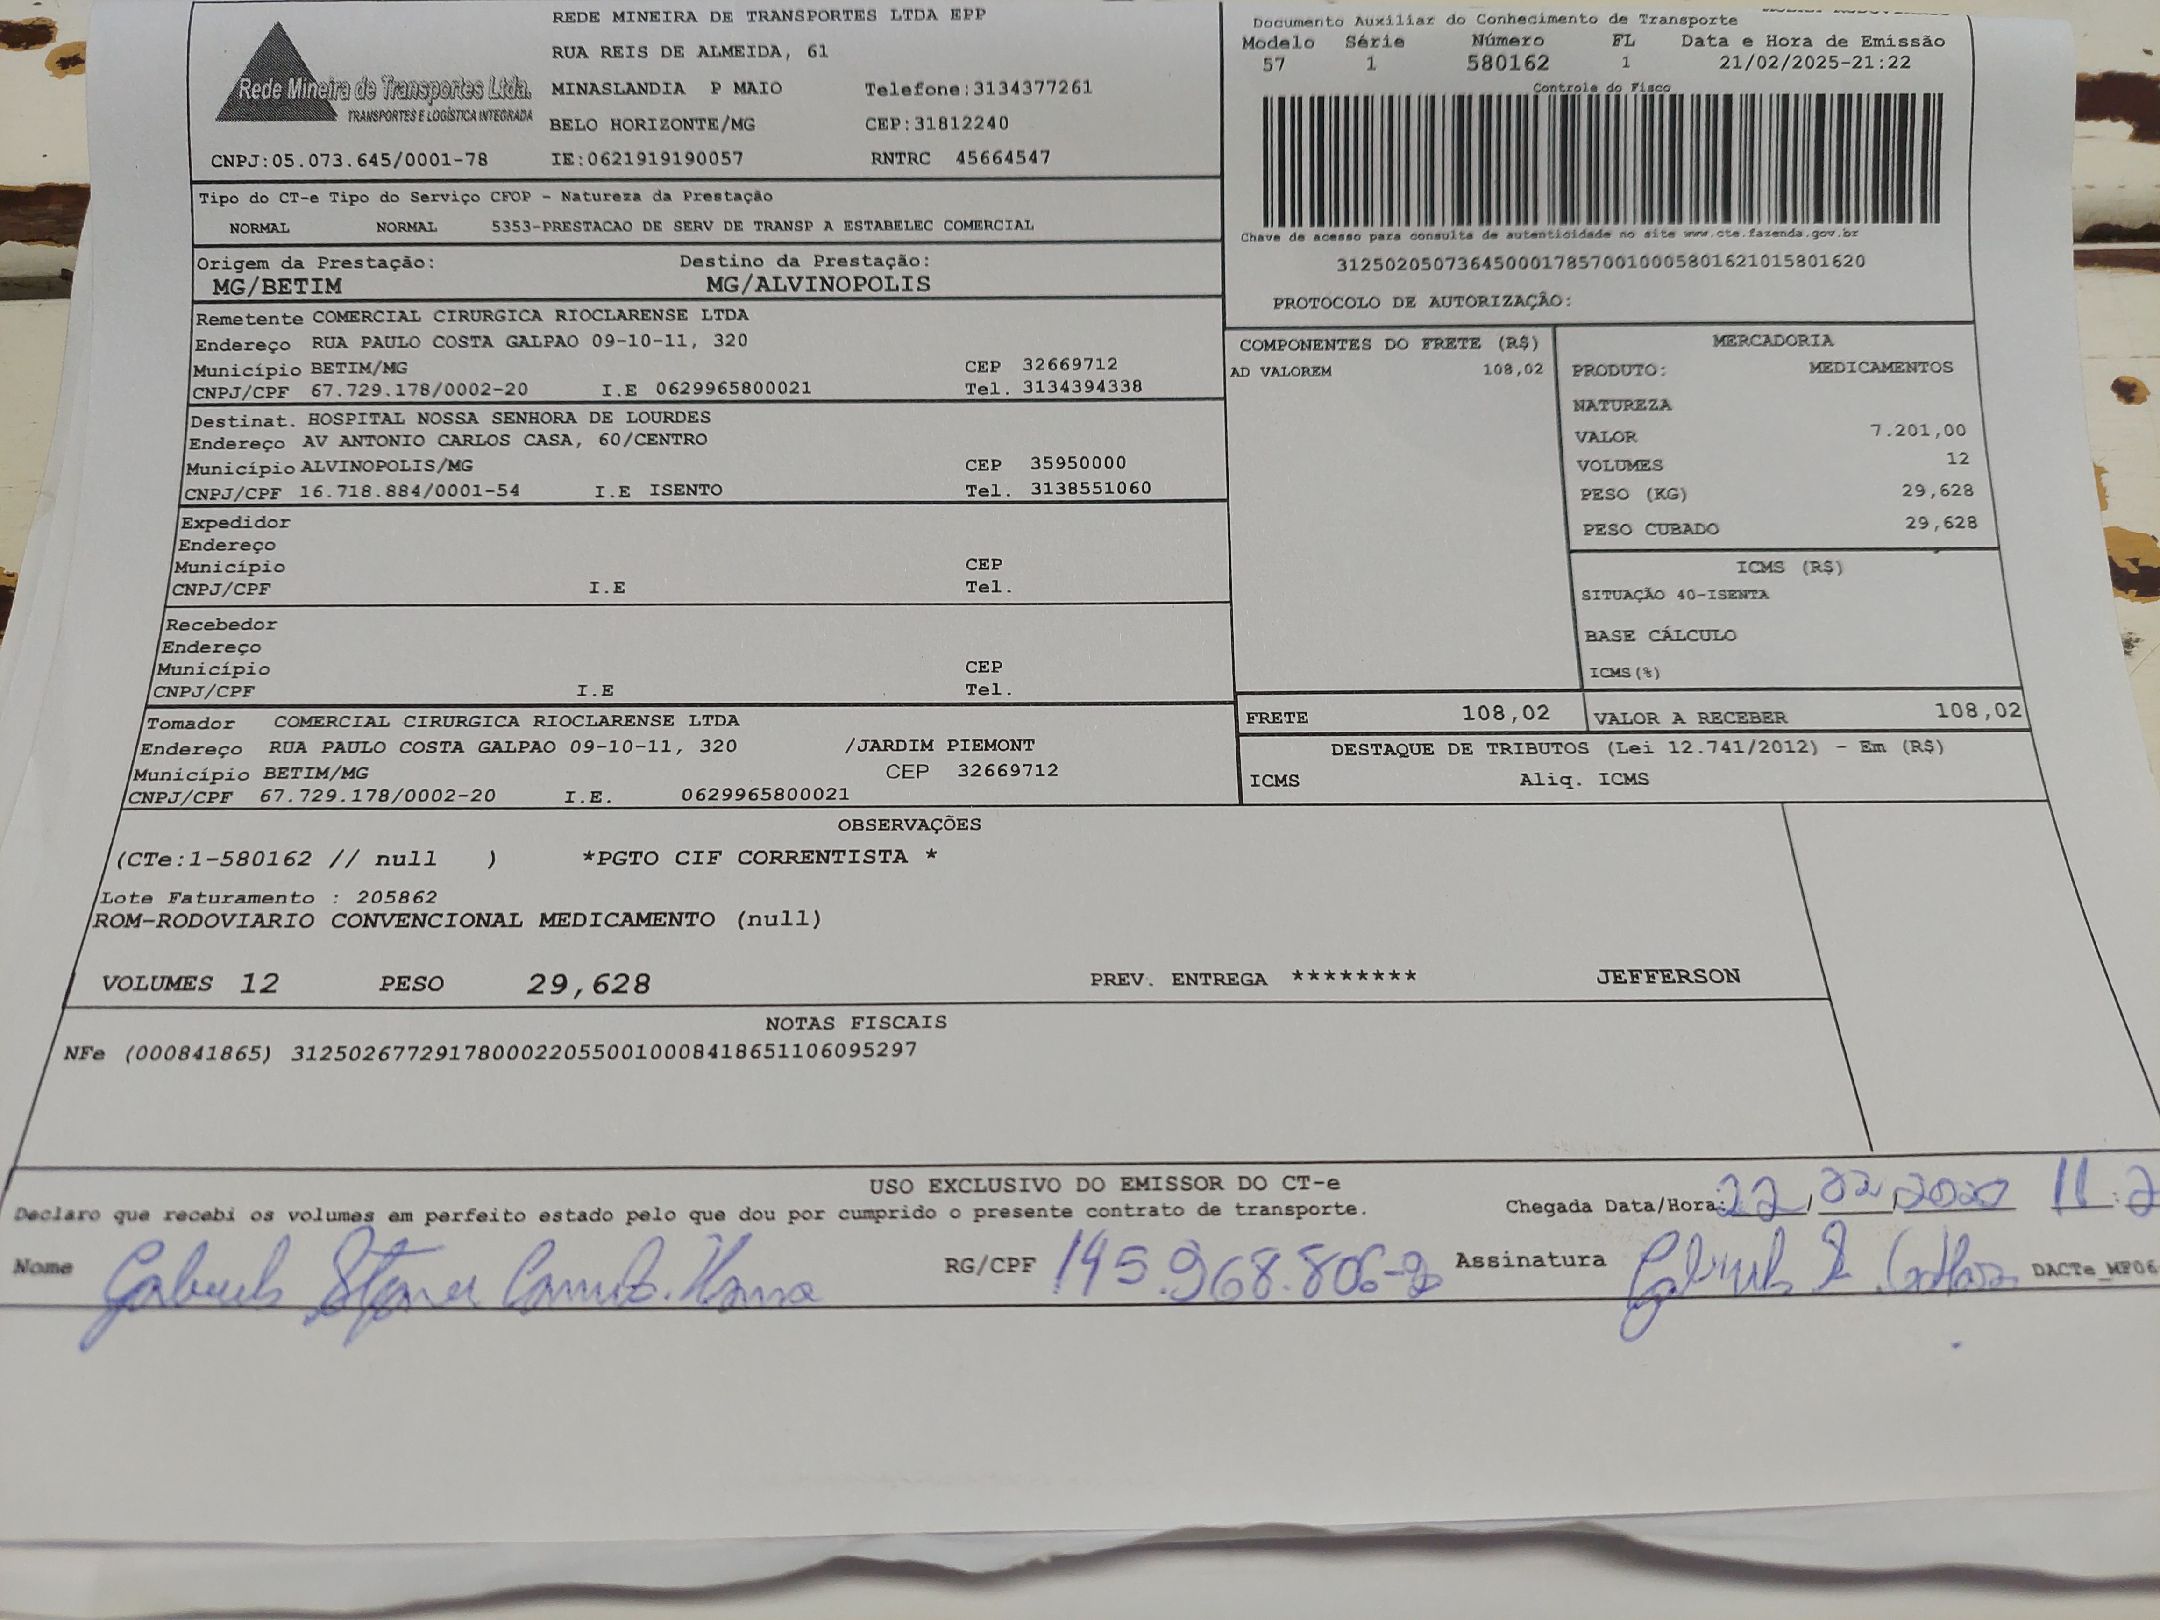 REDE MINEIRA DE TRANSPORTES LTDA EPP
RUA REIS DE ALMEIDA, 61
Rede Mineira de Transportes Ltda.
TRANSPORTES E LOGÍSTICA INTEGRADA
MINASLANDIA P MAIO Telefone:3134377261
BELO HORIZONTE/MG CEP:31812240
CNPJ:05.073.645/0001-78 IE:0621919190057 RNTRC 45664547
Documento Auxiliar do Conhecimento de Transporte
Modelo Série Número FL Data e Hora de Emissão
57 1 580162 1 21/02/2025-21:22
Controle do Fisco
Chave de acesso para consulta de autenticidade no site www.cte.fazenda.gov.br
31250205073645000178570010005801621015801620
PROTOCOLO DE AUTORIZAÇÃO:
Tipo do CT-e Tipo do Serviço CFOP - Natureza da Prestação
NORMAL NORMAL 5353-PRESTACAO DE SERV DE TRANSP A ESTABELEC COMERCIAL
Origem da Prestação: Destino da Prestação:
MG/BETIM MG/ALVINOPOLIS
Remetente COMERCIAL CIRURGICA RIOCLARENSE LTDA
Endereço RUA PAULO COSTA GALPAO 09-10-11, 320
Município BETIM/MG CEP 32669712
CNPJ/CPF 67.729.178/0002-20 I.E 0629965800021 Tel. 3134394338
Destinat. HOSPITAL NOSSA SENHORA DE LOURDES
Endereço AV ANTONIO CARLOS CASA, 60/CENTRO
Município ALVINOPOLIS/MG CEP 35950000
CNPJ/CPF 16.718.884/0001-54 I.E ISENTO Tel. 3138551060
Expedidor
Endereço
Município CEP
CNPJ/CPF I.E Tel.
Recebedor
Endereço
Município CEP
CNPJ/CPF I.E Tel.
Tomador COMERCIAL CIRURGICA RIOCLARENSE LTDA
Endereço RUA PAULO COSTA GALPAO 09-10-11, 320 /JARDIM PIEMONT
Município BETIM/MG CEP 32669712
CNPJ/CPF 67.729.178/0002-20 I.E. 0629965800021
COMPONENTES DO FRETE (R$)
AD VALOREM 108,02
MERCADORIA
PRODUTO: MEDICAMENTOS
NATUREZA
VALOR 7.201,00
VOLUMES 12
PESO (KG) 29,628
PESO CUBADO 29,628
ICMS (R$)
SITUAÇÃO 40-ISENTA
BASE CÁLCULO
ICMS(%)
FRETE 108,02 VALOR A RECEBER 108,02
DESTAQUE DE TRIBUTOS (Lei 12.741/2012) - Em (R$)
ICMS Aliq. ICMS
OBSERVAÇÕES
(CTe:1-580162 // null ) *PGTO CIF CORRENTISTA *
Lote Faturamento : 205862
ROM-RODOVIARIO CONVENCIONAL MEDICAMENTO (null)
VOLUMES 12 PESO 29,628 PREV. ENTREGA ******** JEFFERSON
NOTAS FISCAIS
NFe (000841865) 31250267729178000220550010008418651106095297
USO EXCLUSIVO DO EMISSOR DO CT-e
Declaro que recebi os volumes em perfeito estado pelo que dou por cumprido o presente contrato de transporte. Chegada Data/Hora: 22/02
Nome RG/CPF 145.968.806- Assinatura DACTe_MF06